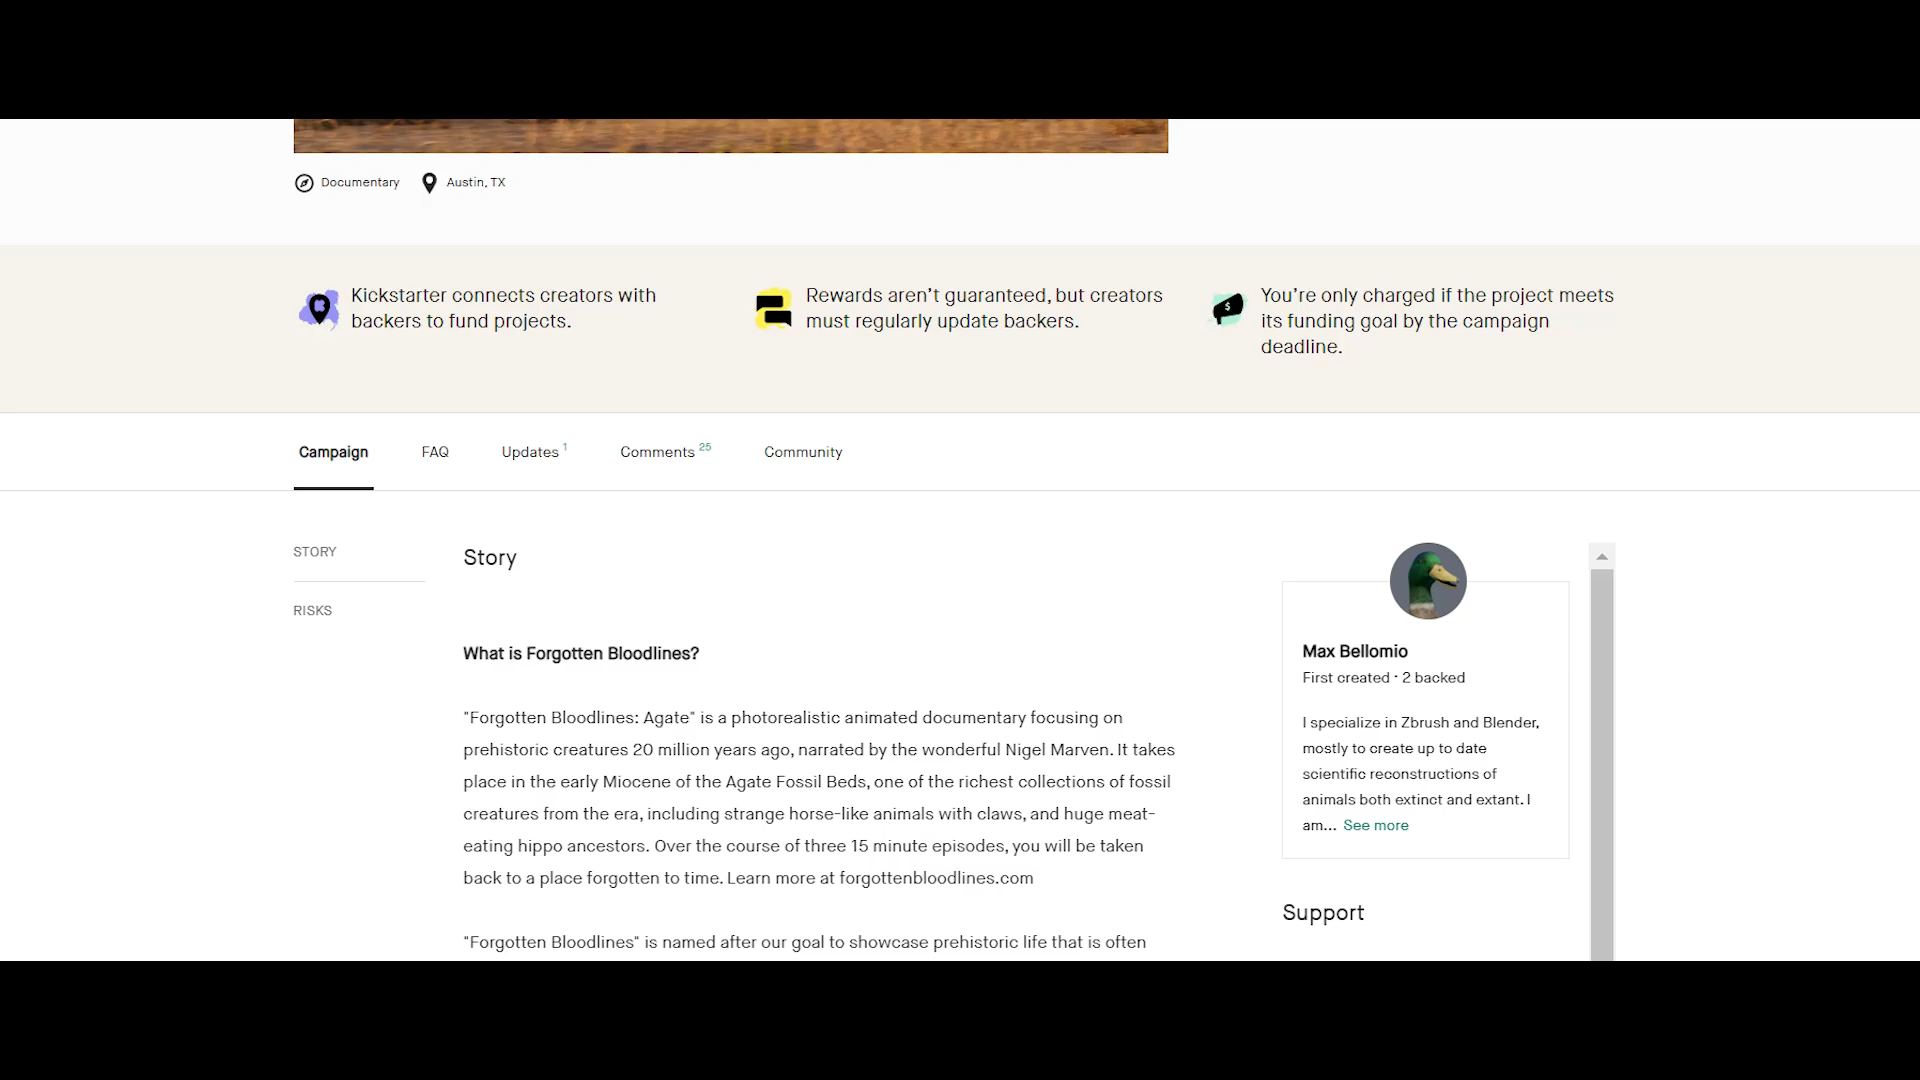 Documentary Austin, TX
Kickstarter connects creators with
backers to fund projects.
Rewards aren't guaranteed, but creators
must regularly update backers.
You're only charged if the project meets
its funding goal by the campaign
deadline.
Campaign FAQ Updates 1 Comments 25 Community
STORY
RISKS
Story
What is Forgotten Bloodlines?
"Forgotten Bloodlines: Agate" is a photorealistic animated documentary focusing on
prehistoric creatures 20 million years ago, narrated by the wonderful Nigel Marven. It takes
place in the early Miocene of the Agate Fossil Beds, one of the richest collections of fossil
creatures from the era, including strange horse-like animals with claws, and huge meat-
eating hippo ancestors. Over the course of three 15 minute episodes, you will be taken
back to a place forgotten to time. Learn more at forgottenbloodlines.com
"Forgotten Bloodlines" is named after our goal to showcase prehistoric life that is often
Max Bellomio
First created · 2 backed
I specialize in Zbrush and Blender,
mostly to create up to date
scientific reconstructions of
animals both extinct and extant. I
am... See more
Support